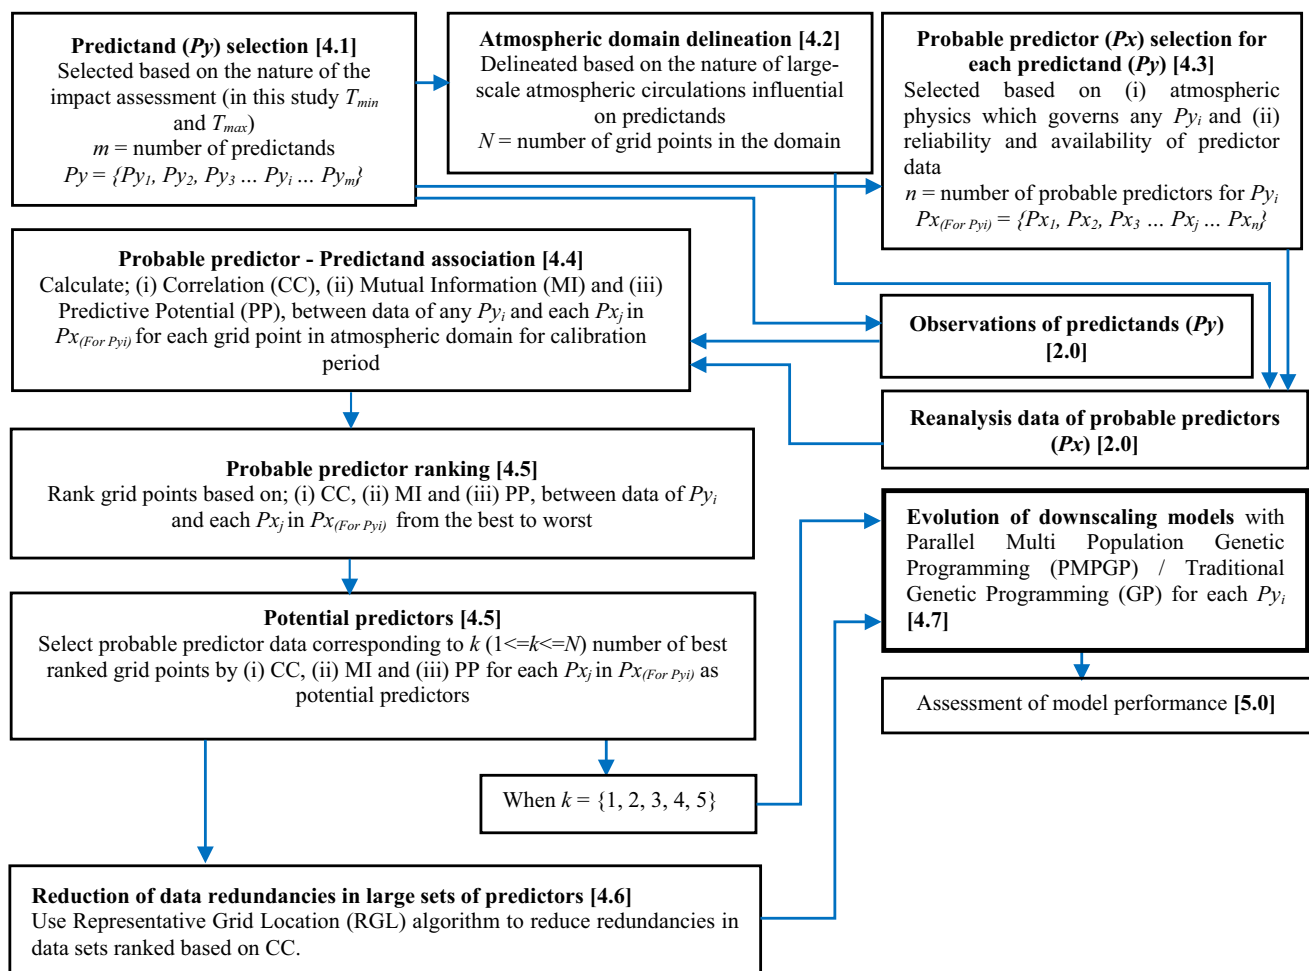 Predictand (Py) selection [4.1]
Selected based on the nature of the
impact assessment (in this study Tmin
and Tmax)
m = number of predictands
Py = {Py1, Py2, Py3 ... Pyi ... Pym}
Atmospheric domain delineation [4.2]
Delineated based on the nature of large-
scale atmospheric circulations influential
on predictands
N = number of grid points in the domain
Probable predictor (Px) selection for
each predictand (Py) [4.3]
Selected based on (i) atmospheric
physics which governs any Pyi and (ii)
reliability and availability of predictor
data
n = number of probable predictors for Pyi
Px(For Pyi) = {Px1, Px2, Px3 ... Pxj ... Pxn}
Probable predictor - Predictand association [4.4]
Calculate; (i) Correlation (CC), (ii) Mutual Information (MI) and (iii)
Predictive Potential (PP), between data of any Pyi and each Pxj in
Px(For Pyi) for each grid point in atmospheric domain for calibration
period
Observations of predictands (Py)
[2.0]
Reanalysis data of probable predictors
(Px) [2.0]
Probable predictor ranking [4.5]
Rank grid points based on; (i) CC, (ii) MI and (iii) PP, between data of Pyi
and each Pxj in Px(For Pyi) from the best to worst
Evolution of downscaling models with
Parallel Multi Population Genetic
Programming (PMPGP) / Traditional
Genetic Programming (GP) for each Pyi
[4.7]
Potential predictors [4.5]
Select probable predictor data corresponding to k (1<=k<=N) number of best
ranked grid points by (i) CC, (ii) MI and (iii) PP for each Pxj in Px(For Pyi) as
potential predictors
Assessment of model performance [5.0]
When k = {1, 2, 3, 4, 5}
Reduction of data redundancies in large sets of predictors [4.6]
Use Representative Grid Location (RGL) algorithm to reduce redundancies in
data sets ranked based on CC.